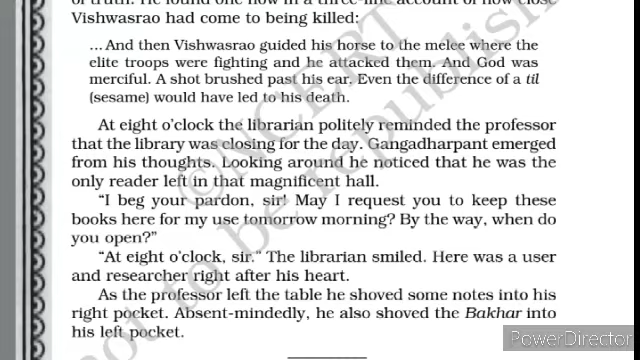 of truth. He found one now in a three-line account of how close
Vishwasrao had come to being killed:
... And then Vishwasrao guided his horse to the melee where the
elite troops were fighting and he attacked them. And God was
merciful. A shot brushed past his ear. Even the difference of a til
(sesame) would have led to his death.
At eight o'clock the librarian politely reminded the professor
that the library was closing for the day. Gangadharpant emerged
from his thoughts. Looking around he noticed that he was the
only reader left in that magnificent hall.
"I beg your pardon, sir! May I request you to keep these
books here for my use tomorrow morning? By the way, when do
you open?"
"At eight o'clock, sir." The librarian smiled. Here was a user
and researcher right after his heart.
As the professor left the table he shoved some notes into his
right pocket. Absent-mindedly, he also shoved the Bakhar into
his left pocket.
©NCERT
not to be republish
PowerDirector